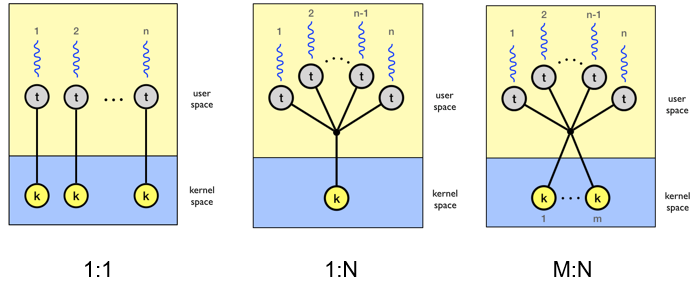 1 2 n
t t ... t
user
space
k k k
kernel
space
1:1
1 2 n-1 n
t t ... t t
user
space
k
kernel
space
1:N
1 2 n-1 n
t t ... t t
user
space
k ... k
1 m
kernel
space
M:N